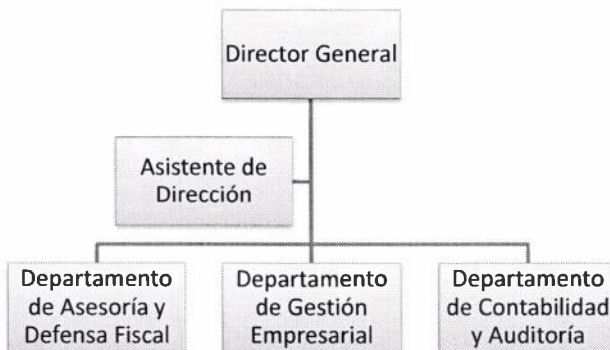 Director General
Asistente de
Dirección
Departamento
de Asesoría y
Defensa Fiscal
Departamento
de Gestión
Empresarial
Departamento
de Contabilidad
y Auditoría